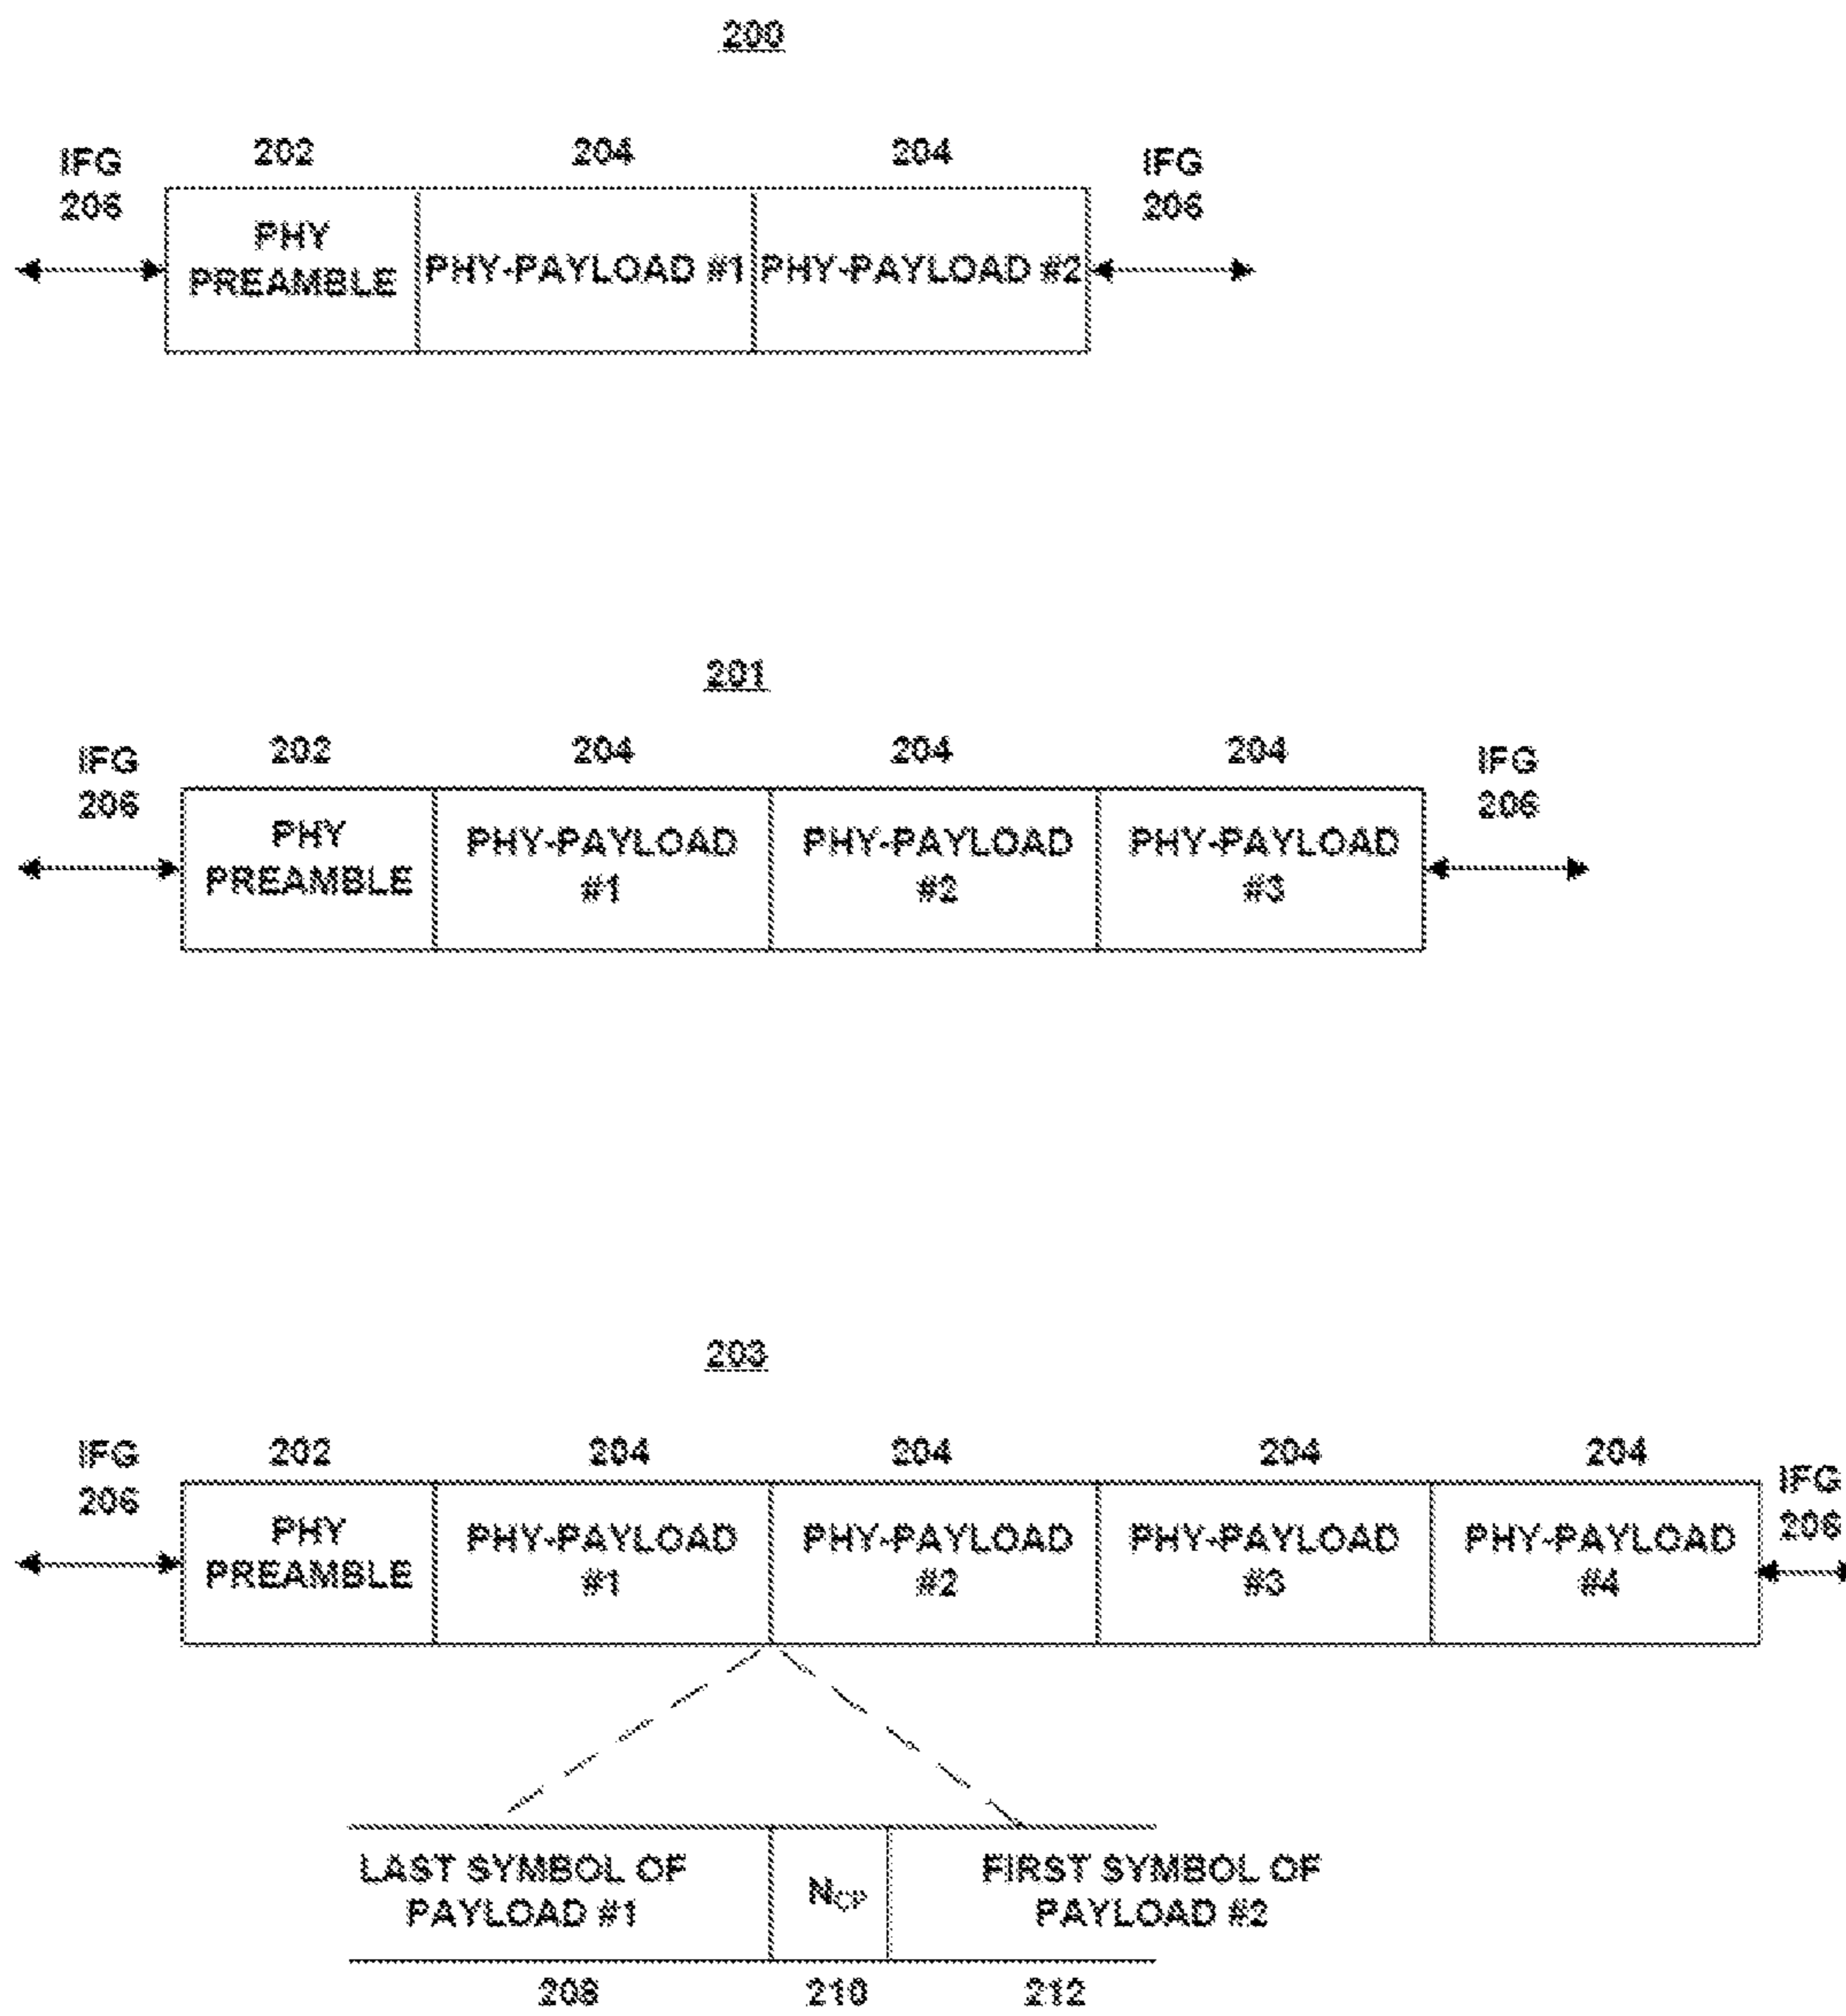 200
IFG
206
202
204
204
IFG
206
PHY
PREAMBLE
PHY-PAYLOAD #1
PHY-PAYLOAD #2
201
IFG
206
202
204
204
204
IFG
206
PHY
PREAMBLE
PHY-PAYLOAD
#1
PHY-PAYLOAD
#2
PHY-PAYLOAD
#3
203
IFG
206
202
204
204
204
204
IFG
206
PHY
PREAMBLE
PHY-PAYLOAD
#1
PHY-PAYLOAD
#2
PHY-PAYLOAD
#3
PHY-PAYLOAD
#4
LAST SYMBOL OF
PAYLOAD #1
NCP
FIRST SYMBOL OF
PAYLOAD #2
208
210
212